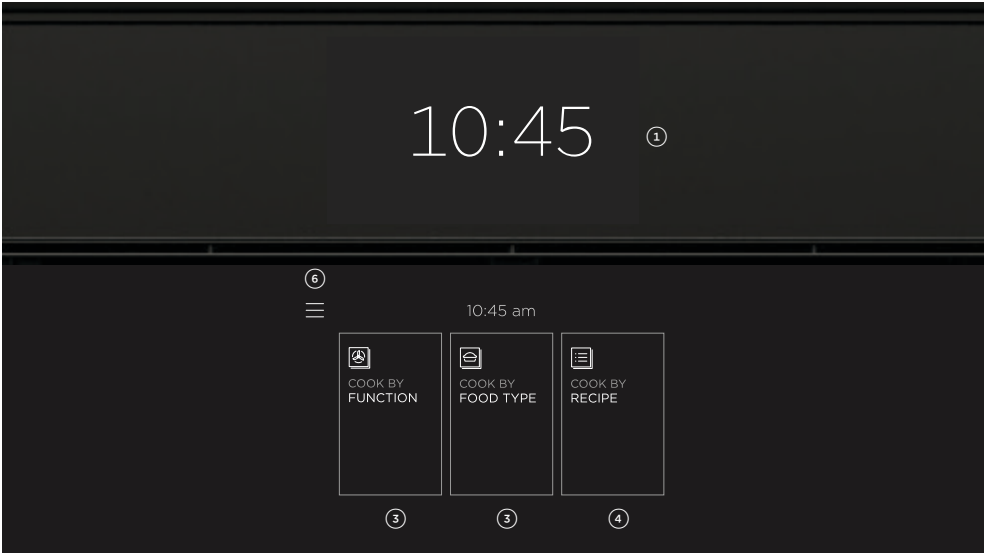 10:45
1
6
10:45 am
COOK BY
FUNCTION
COOK BY
FOOD TYPE
COOK BY
RECIPE
3
3
4